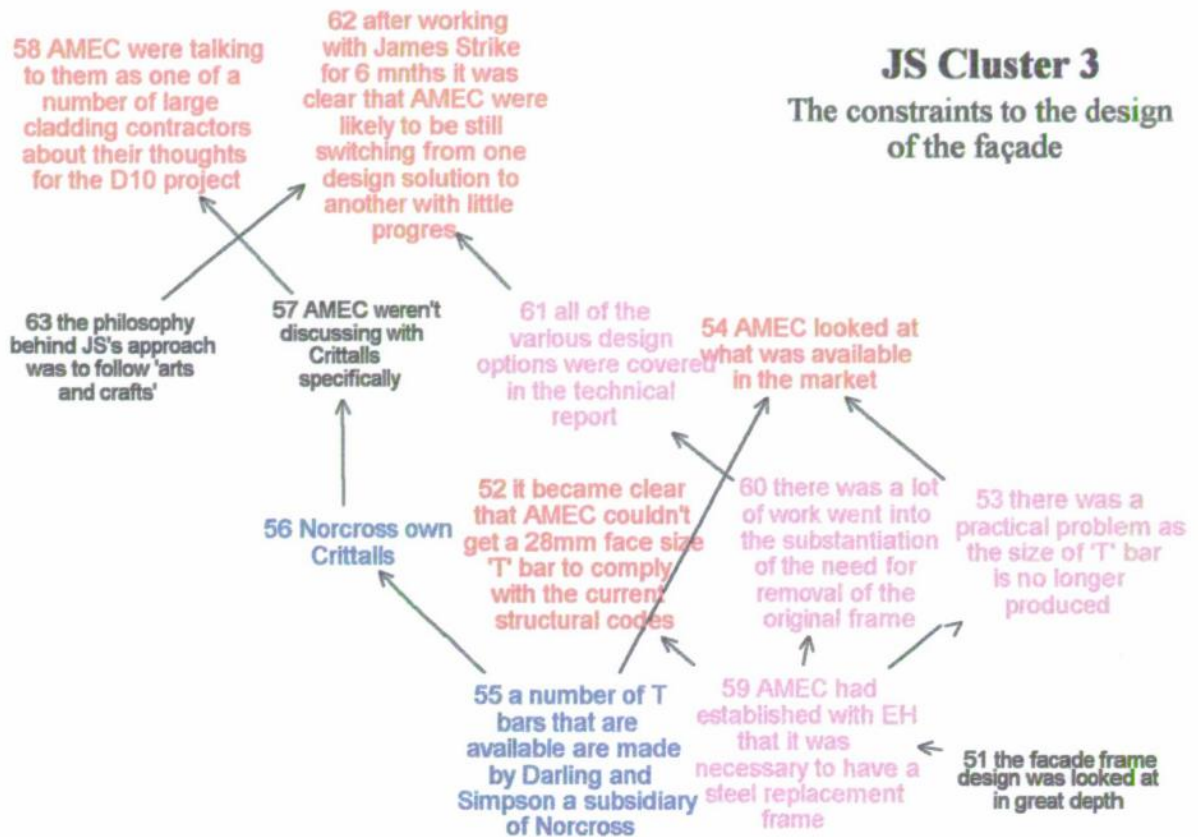 JS Cluster 3
The constraints to the design
of the façade
58 AMEC were talking
to them as one of a
number of large
cladding contractors
about their thoughts
for the D10 project
62 after working
with James Strike
for 6 mnths it was
clear that AMEC were
likely to be still
switching from one
design solution to
another with little
progres
63 the philosophy
behind JS's approach
was to follow 'arts
and crafts'
57 AMEC weren't
discussing with
Crittalls
specifically
61 all of the
various design
options were covered
in the technical
report
54 AMEC looked at
what was available
in the market
56 Norcross own
Crittalls
52 it became clear
that AMEC couldn't
get a 28mm face size
'T' bar to comply
with the current
structural codes
60 there was a lot
of work went into
the substantiation
of the need for
removal of the
original frame
53 there was a
practical problem as
the size of 'T' bar
is no longer
produced
55 a number of T
bars that are
available are made
by Darling and
Simpson a subsidiary
of Norcross
59 AMEC had
established with EH
that it was
necessary to have a
steel replacement
frame
51 the facade frame
design was looked at
in great depth